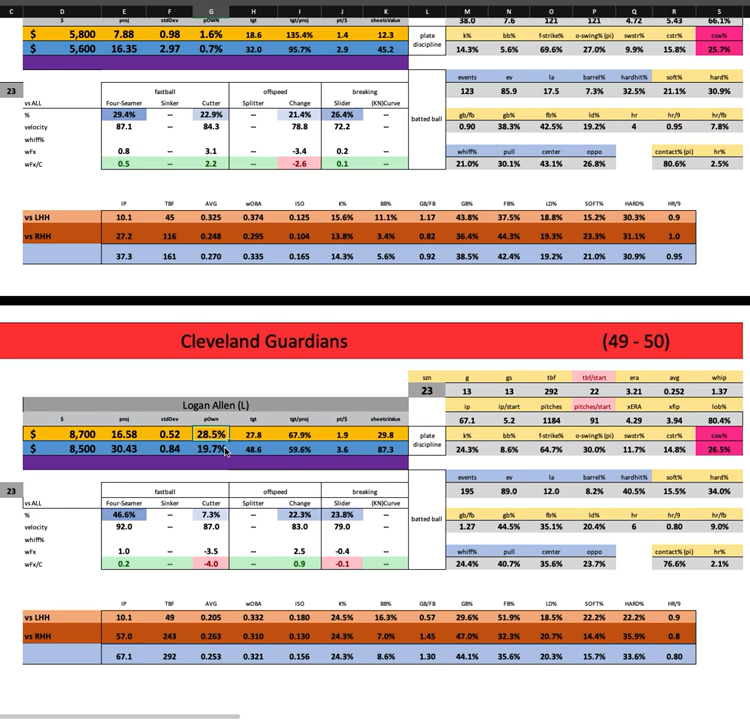 C D E F G H I J K L M N O P Q R S
$ proj stdDev pOwn tgt tgt/proj pt/$ sheetsValue 38.0 7.6 121 121 4.72 5.43 66.1%
$ 5,800 7.88 0.98 1.6% 18.6 135.4% 1.4 12.3 plate discipline k% bb% f-strike% o-swing% (pi) swstr% cstr% csw%
$ 5,600 16.35 2.97 0.7% 32.0 95.7% 2.9 45.2 14.3% 5.6% 69.6% 27.0% 9.9% 15.8% 25.7%
events ev la barrel% hardhit% soft% hard%
23 fastball offspeed breaking 123 85.9 17.5 7.3% 32.5% 21.1% 30.9%
vs ALL Four-Seamer Sinker Cutter Splitter Change Slider (KN)Curve
% 29.4% -- 22.9% -- 21.4% 26.4% -- batted ball gb/fb gb% fb% ld% hr hr/9 hr/fb
velocity 87.1 -- 84.3 -- 78.8 72.2 -- 0.90 38.3% 42.5% 19.2% 4 0.95 7.8%
whiff%
wFx 0.8 -- 3.1 -- -3.4 0.2 -- whiff% pull center oppo contact% (pi) hr%
wFx/C 0.5 -- 2.2 -- -2.6 0.1 -- 21.0% 30.1% 43.1% 26.8% 80.6% 2.5%
IP TBF AVG wOBA ISO K% BB% GB/FB GB% FB% LD% SOFT% HARD% HR/9
vs LHH 10.1 45 0.325 0.374 0.125 15.6% 11.1% 1.17 43.8% 37.5% 18.8% 15.2% 30.3% 0.9
vs RHH 27.2 116 0.248 0.295 0.104 13.8% 3.4% 0.82 36.4% 44.3% 19.3% 23.3% 31.1% 1.0
37.3 161 0.270 0.335 0.165 14.3% 5.6% 0.92 38.5% 42.4% 19.2% 21.0% 30.9% 0.95
Cleveland Guardians (49 - 50)
szn g gs tbf tbf/start era avg whip
23 13 13 292 22 3.21 0.252 1.37
Logan Allen (L) ip ip/start pitches pitches/start xERA xfip lob%
$ proj stdDev pOwn tgt tgt/proj pt/$ sheetsValue 67.1 5.2 1184 91 4.29 3.94 80.4%
$ 8,700 16.58 0.52 28.5% 27.8 67.9% 1.9 29.8 plate discipline k% bb% f-strike% o-swing% (pi) swstr% cstr% csw%
$ 8,500 30.43 0.84 19.7% 48.6 59.6% 3.6 87.3 24.3% 8.6% 64.7% 30.0% 11.7% 14.8% 26.5%
events ev la barrel% hardhit% soft% hard%
23 fastball offspeed breaking 195 89.0 12.0 8.2% 40.5% 15.5% 34.0%
vs ALL Four-Seamer Sinker Cutter Splitter Change Slider (KN)Curve
% 46.6% -- 7.3% -- 22.3% 23.8% -- batted ball gb/fb gb% fb% ld% hr hr/9 hr/fb
velocity 92.0 -- 87.0 -- 83.0 79.0 -- 1.27 44.5% 35.1% 20.4% 6 0.80 9.0%
whiff%
wFx 1.0 -- -3.5 -- 2.5 -0.4 -- whiff% pull center oppo contact% (pi) hr%
wFx/C 0.2 -- -4.0 -- 0.9 -0.1 -- 24.4% 40.7% 35.6% 23.7% 76.6% 2.1%
IP TBF AVG wOBA ISO K% BB% GB/FB GB% FB% LD% SOFT% HARD% HR/9
vs LHH 10.1 49 0.205 0.332 0.180 24.5% 16.3% 0.57 29.6% 51.9% 18.5% 22.2% 22.2% 0.9
vs RHH 57.0 243 0.263 0.310 0.130 24.3% 7.0% 1.45 47.0% 32.3% 20.7% 14.4% 35.9% 0.8
67.1 292 0.253 0.321 0.156 24.3% 8.6% 1.30 44.1% 35.6% 20.3% 15.7% 33.6% 0.80